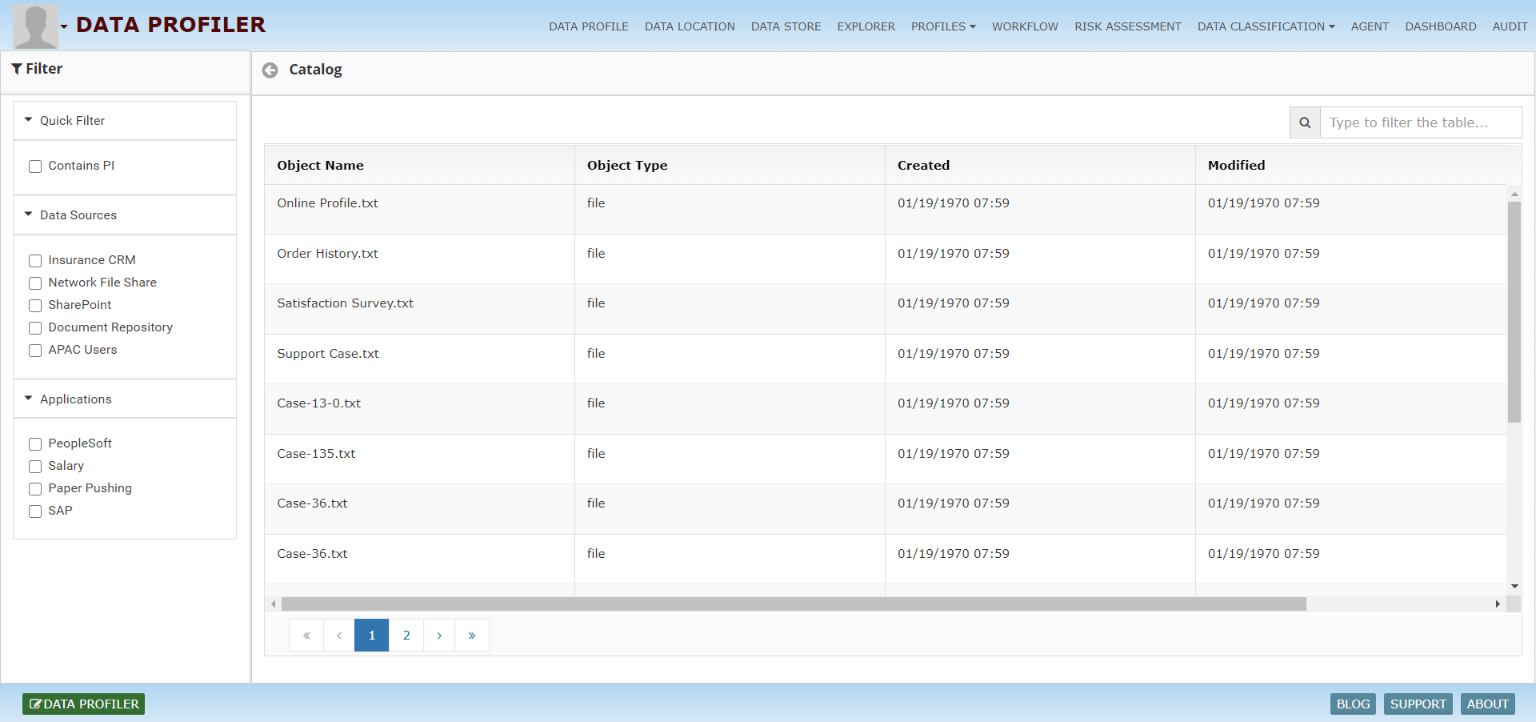 DATA PROFILER
DATA PROFILE DATA LOCATION DATA STORE EXPLORER PROFILES WORKFLOW RISK ASSESSMENT DATA CLASSIFICATION AGENT DASHBOARD AUDIT
Filter
Catalog
Quick Filter
Contains PI
Data Sources
Insurance CRM
Network File Share
SharePoint
Document Repository
APAC Users
Applications
PeopleSoft
Salary
Paper Pushing
SAP
Type to filter the table...
Object Name Object Type Created Modified
Online Profile.txt file 01/19/1970 07:59 01/19/1970 07:59
Order History.txt file 01/19/1970 07:59 01/19/1970 07:59
Satisfaction Survey.txt file 01/19/1970 07:59 01/19/1970 07:59
Support Case.txt file 01/19/1970 07:59 01/19/1970 07:59
Case-13-0.txt file 01/19/1970 07:59 01/19/1970 07:59
Case-135.txt file 01/19/1970 07:59 01/19/1970 07:59
Case-36.txt file 01/19/1970 07:59 01/19/1970 07:59
Case-36.txt file 01/19/1970 07:59 01/19/1970 07:59
« ‹ 1 2 › »
DATA PROFILER
BLOG SUPPORT ABOUT